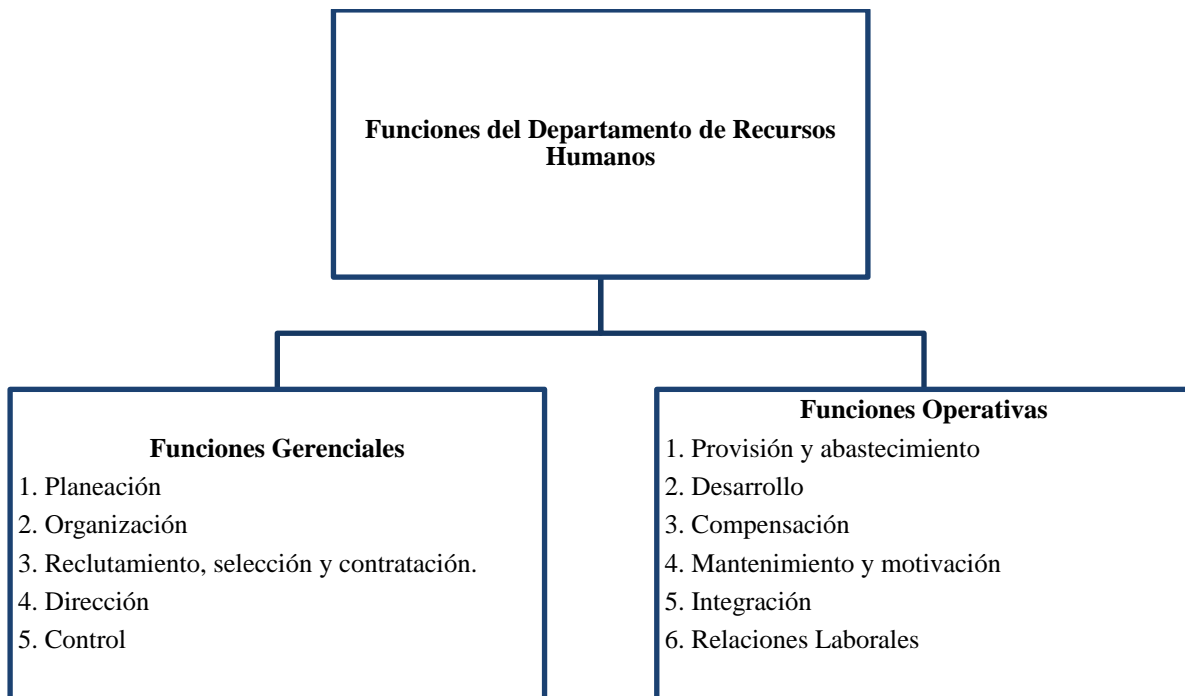 Funciones del Departamento de Recursos
Humanos
Funciones Gerenciales
1. Planeación
2. Organización
3. Reclutamiento, selección y contratación.
4. Dirección
5. Control
Funciones Operativas
1. Provisión y abastecimiento
2. Desarrollo
3. Compensación
4. Mantenimiento y motivación
5. Integración
6. Relaciones Laborales